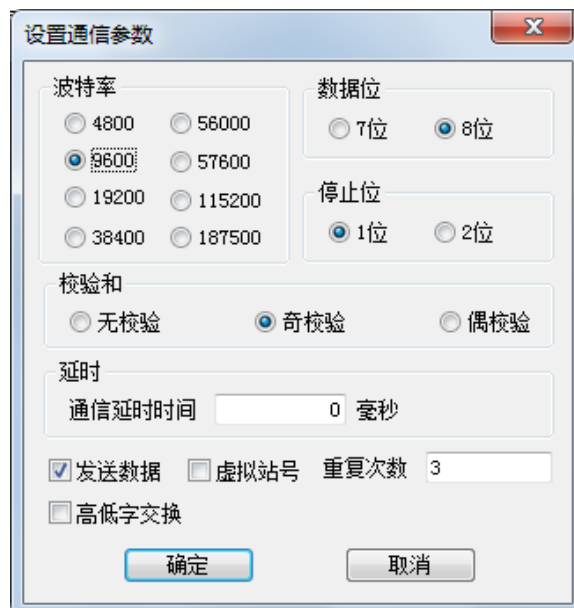 设置通信参数
波特率
4800
56000
9600
57600
19200
115200
38400
187500
数据位
7位
8位
停止位
1位
2位
校验和
无校验
奇校验
偶校验
延时
通信延时时间
0
毫秒
发送数据
虚拟站号
重复次数
3
高低字交换
确定
取消